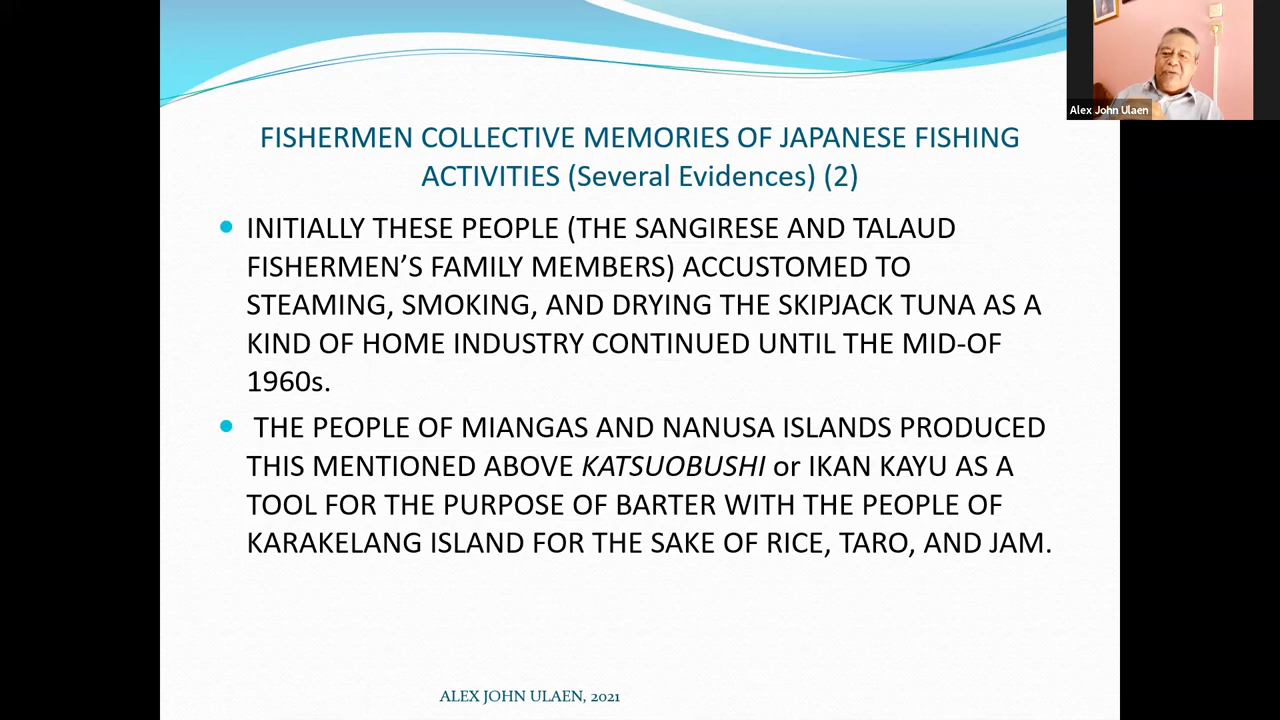 Alex John Ulaen
FISHERMEN COLLECTIVE MEMORIES OF JAPANESE FISHING
ACTIVITIES (Several Evidences) (2)
INITIALLY THESE PEOPLE (THE SANGIRESE AND TALAUD
FISHERMEN’S FAMILY MEMBERS) ACCUSTOMED TO
STEAMING, SMOKING, AND DRYING THE SKIPJACK TUNA AS A
KIND OF HOME INDUSTRY CONTINUED UNTIL THE MID-OF
1960s.
THE PEOPLE OF MIANGAS AND NANUSA ISLANDS PRODUCED
THIS MENTIONED ABOVE KATSUOBUSHI or IKAN KAYU AS A
TOOL FOR THE PURPOSE OF BARTER WITH THE PEOPLE OF
KARAKELANG ISLAND FOR THE SAKE OF RICE, TARO, AND JAM.
ALEX JOHN ULAEN, 2021